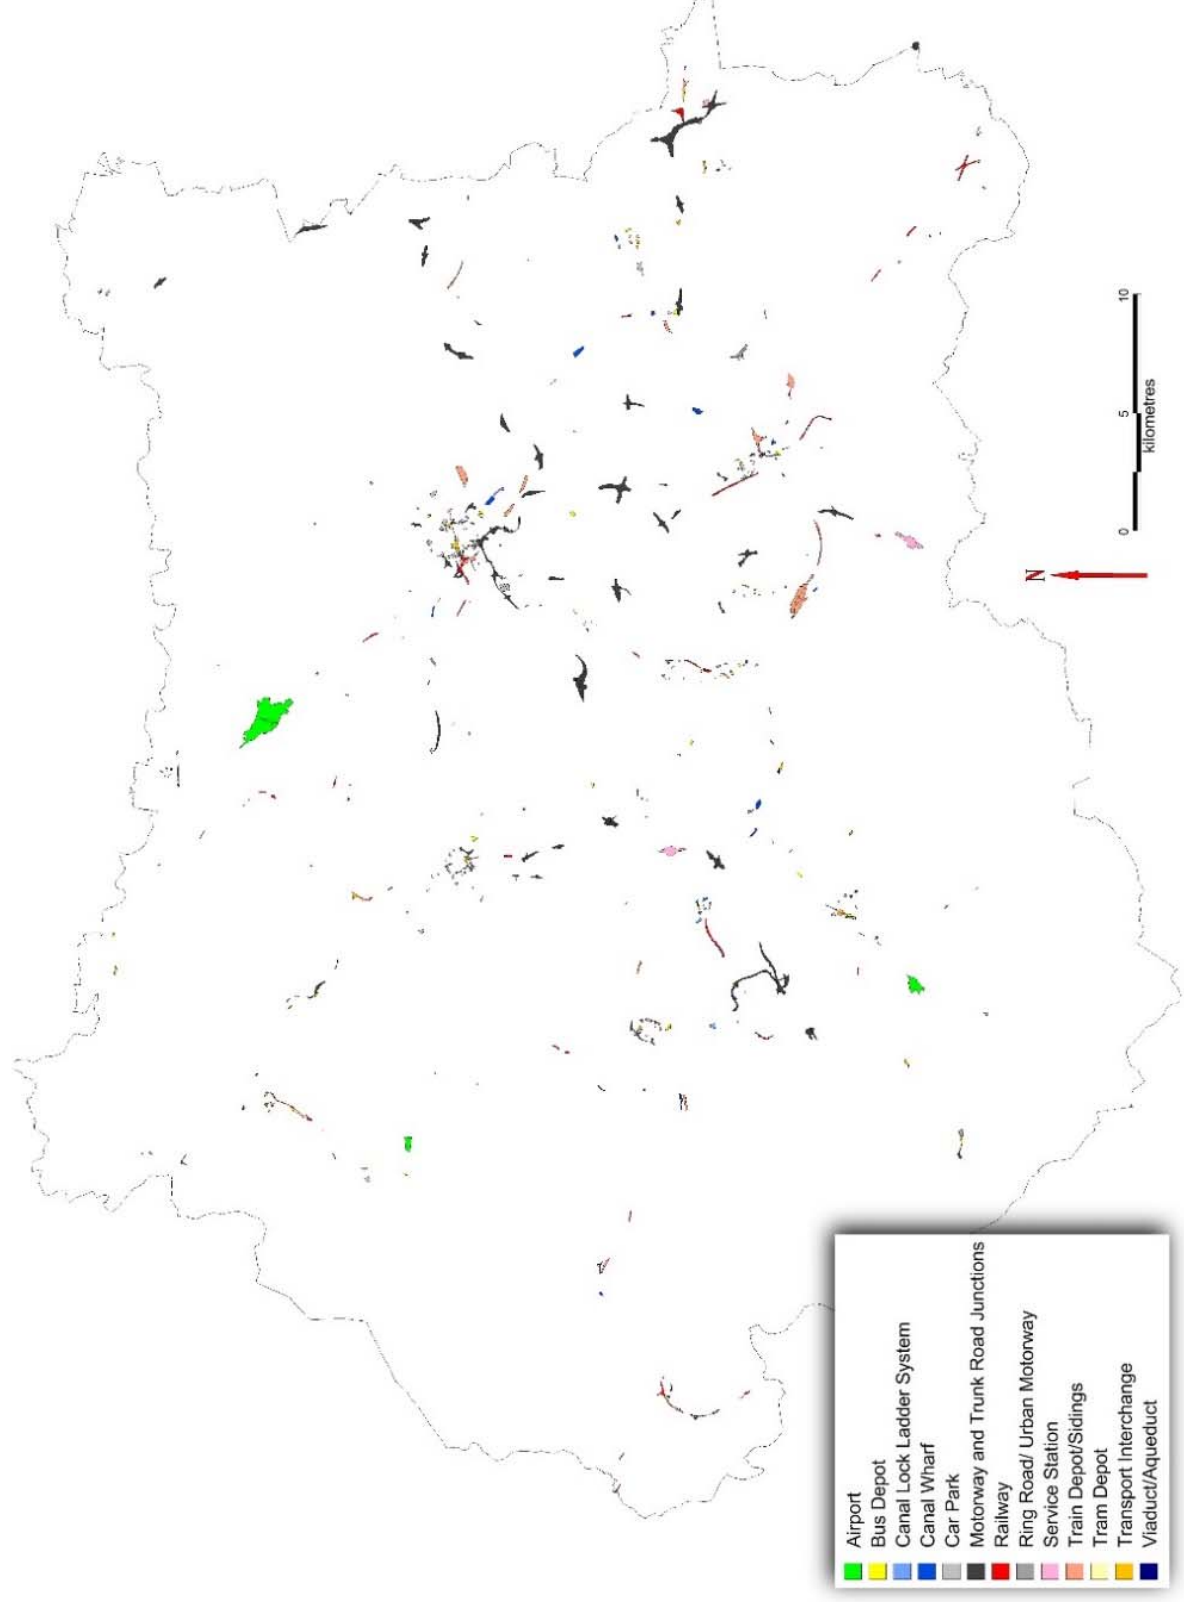 N
0
5
10
kilometres
Airport
Bus Depot
Canal Lock Ladder System
Canal Wharf
Car Park
Motorway and Trunk Road Junctions
Railway
Ring Road/ Urban Motorway
Service Station
Train Depot/Sidings
Tram Depot
Transport Interchange
Viaduct/Aqueduct